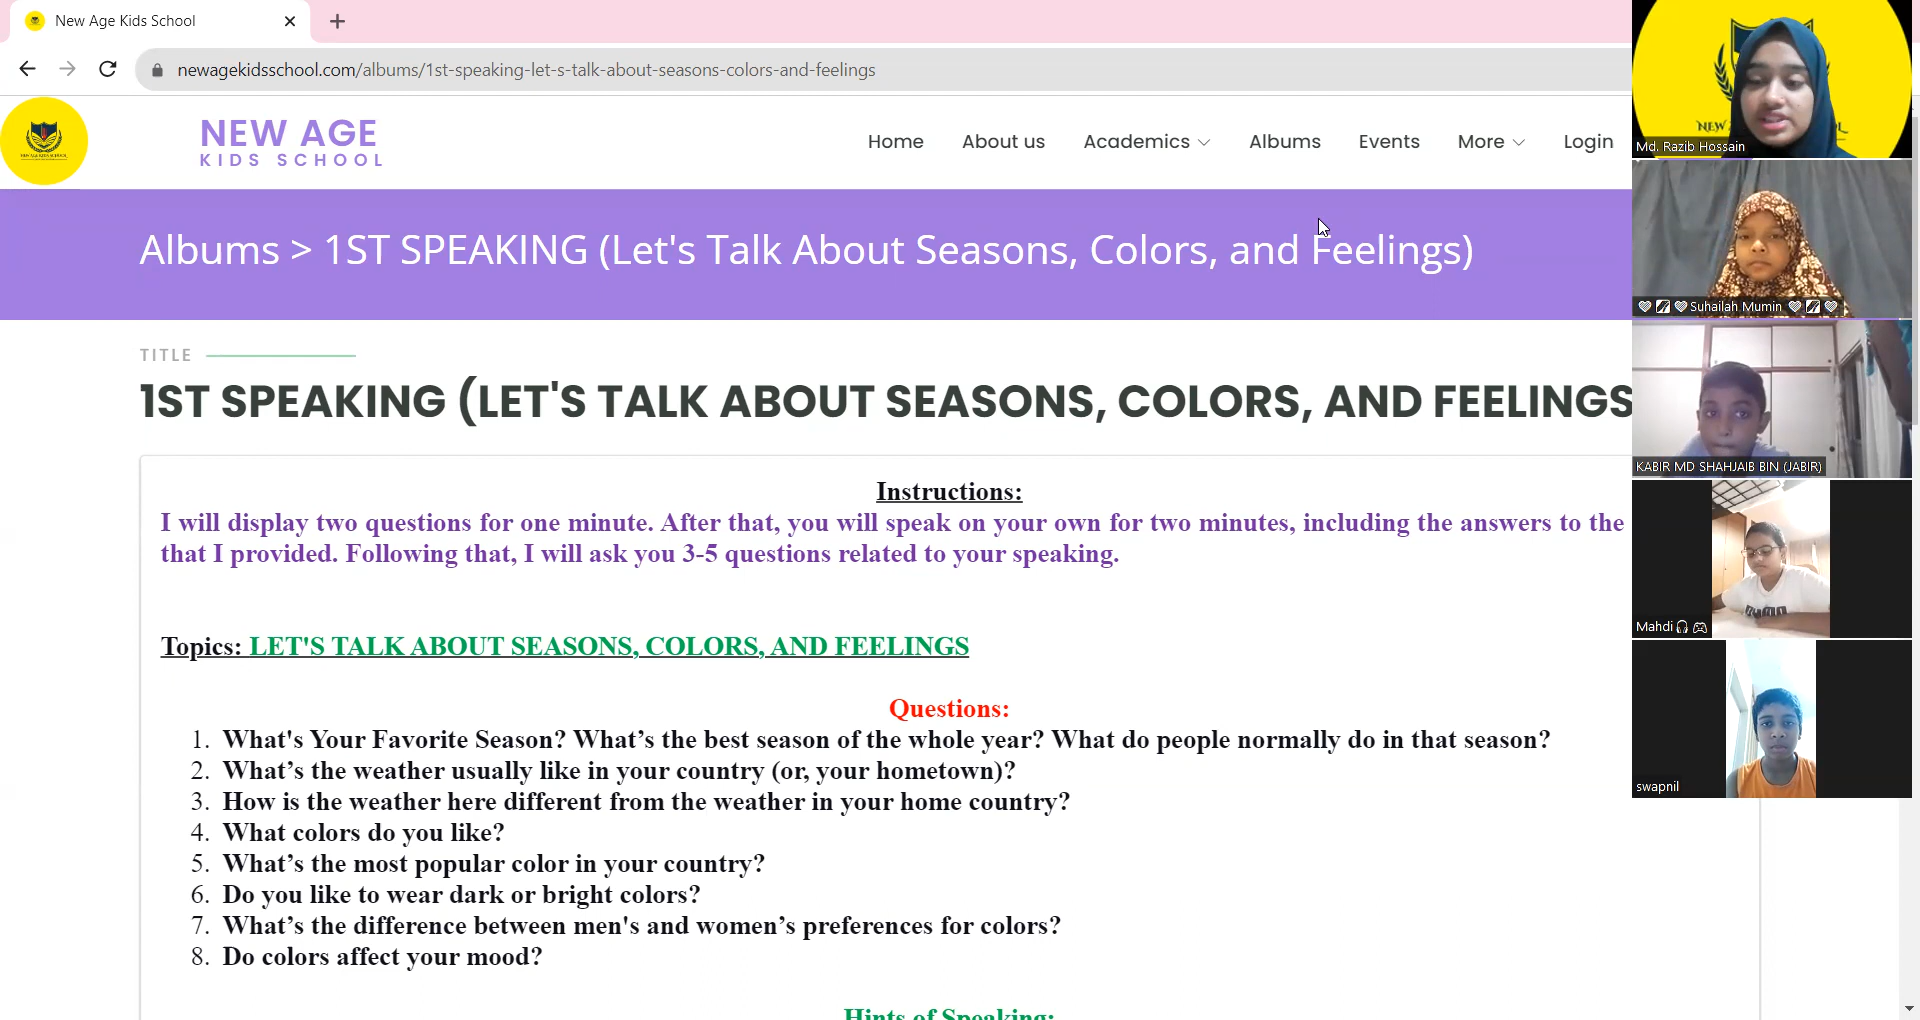 New Age Kids School
newagekidsschool.com/albums/1st-speaking-let-s-talk-about-seasons-colors-and-feelings
NEW AGE
KIDS SCHOOL
Home About us Academics Albums Events More Login
Albums > 1ST SPEAKING (Let's Talk About Seasons, Colors, and Feelings)
TITLE
1ST SPEAKING (LET'S TALK ABOUT SEASONS, COLORS, AND FEELINGS
Instructions:
I will display two questions for one minute. After that, you will speak on your own for two minutes, including the answers to the
that I provided. Following that, I will ask you 3-5 questions related to your speaking.
Topics: LET'S TALK ABOUT SEASONS, COLORS, AND FEELINGS
Questions:
1. What's Your Favorite Season? What’s the best season of the whole year? What do people normally do in that season?
2. What’s the weather usually like in your country (or, your hometown)?
3. How is the weather here different from the weather in your home country?
4. What colors do you like?
5. What’s the most popular color in your country?
6. Do you like to wear dark or bright colors?
7. What’s the difference between men's and women’s preferences for colors?
8. Do colors affect your mood?
Hints of Speaking:
Md. Razib Hossain
Suhailah Mumin
KABIR MD SHAHJAIB BIN (JABIR)
Mahdi
swapnil